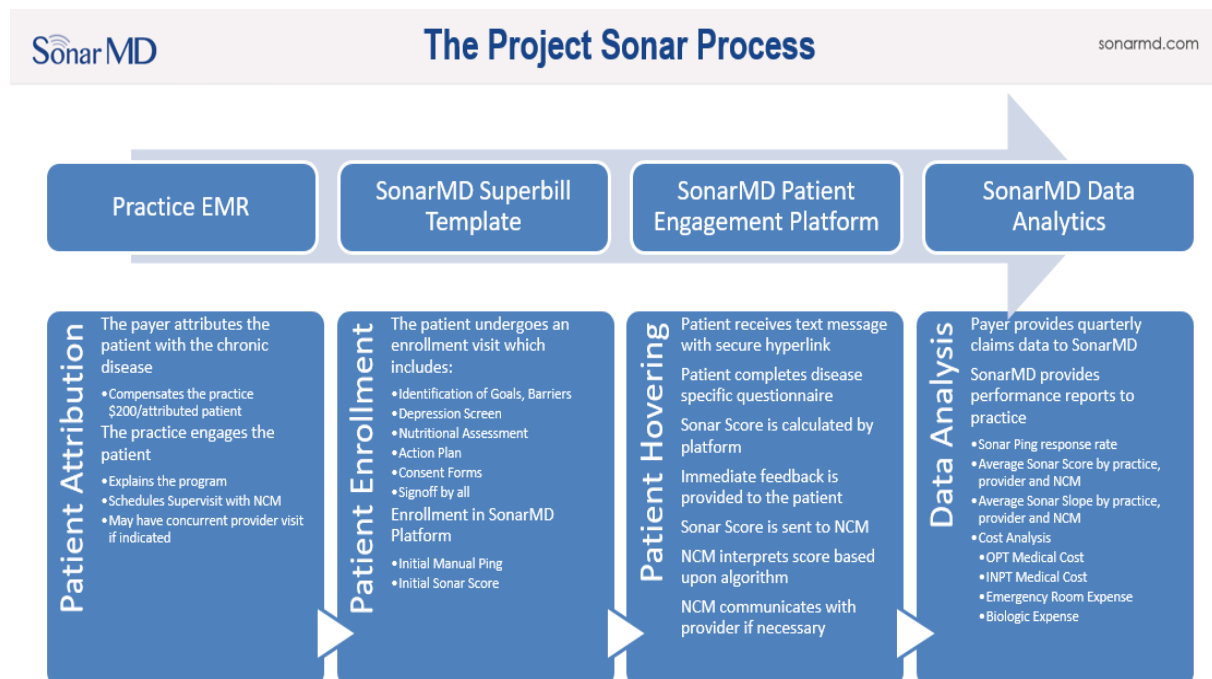 SonarMD
The Project Sonar Process
sonarmd.com
Practice EMR
SonarMD Superbill
Template
SonarMD Patient
Engagement Platform
SonarMD Data
Analytics
Patient Attribution
The payer attributes the
patient with the chronic
disease
•Compensates the practice
$200/attributed patient
The practice engages the
patient
•Explains the program
•Schedules Supervisit with NCM
•May have concurrent provider visit
if indicated
Patient Enrollment
The patient undergoes an
enrollment visit which
includes:
•Identification of Goals, Barriers
•Depression Screen
•Nutritional Assessment
•Action Plan
•Consent Forms
•Signoff by all
Enrollment in SonarMD
Platform
•Initial Manual Ping
•Initial Sonar Score
Patient Hovering
Patient receives text message
with secure hyperlink
Patient completes disease
specific questionnaire
Sonar Score is calculated by
platform
Immediate feedback is
provided to the patient
Sonar Score is sent to NCM
NCM interprets score based
upon algorithm
NCM communicates with
provider if necessary
Data Analysis
Payer provides quarterly
claims data to SonarMD
SonarMD provides
performance reports to
practice
•Sonar Ping response rate
•Average Sonar Score by practice,
provider and NCM
•Average Sonar Slope by practice,
provider and NCM
•Cost Analysis
•OPT Medical Cost
•INPT Medical Cost
•Emergency Room Expense
•Biologic Expense